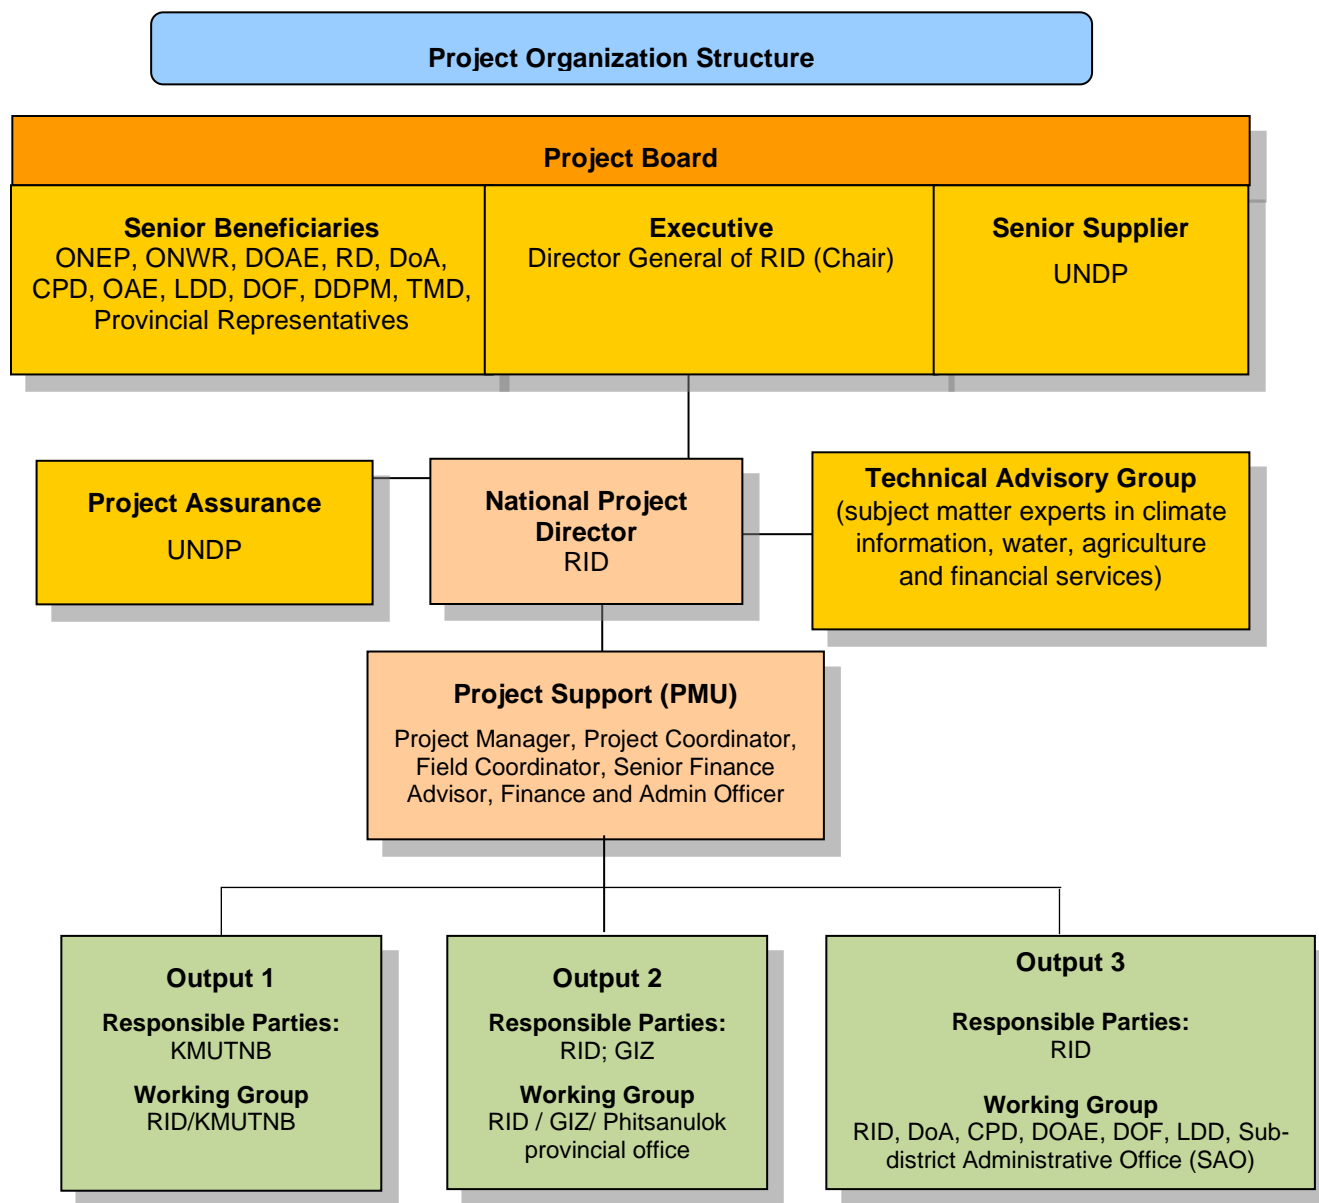 Project Organization Structure
Project Board
Senior Beneficiaries
ONEP, ONWR, DOAE, RD, DoA,
CPD, OAE, LDD, DOF, DDPM, TMD,
Provincial Representatives
Executive
Director General of RID (Chair)
Senior Supplier
UNDP
Project Assurance
UNDP
National Project
Director
RID
Technical Advisory Group
(subject matter experts in climate
information, water, agriculture
and financial services)
Project Support (PMU)
Project Manager, Project Coordinator,
Field Coordinator, Senior Finance
Advisor, Finance and Admin Officer
Output 1
Responsible Parties:
KMUTNB
Working Group
RID/KMUTNB
Output 2
Responsible Parties:
RID; GIZ
Working Group
RID / GIZ/ Phitsanulok
provincial office
Output 3
Responsible Parties:
RID
Working Group
RID, DoA, CPD, DOAE, DOF, LDD, Sub-
district Administrative Office (SAO)